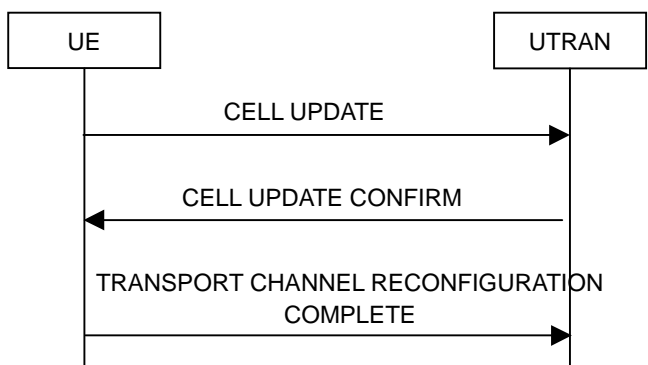 UE
UTRAN
CELL UPDATE
CELL UPDATE CONFIRM
TRANSPORT CHANNEL RECONFIGURATION
COMPLETE